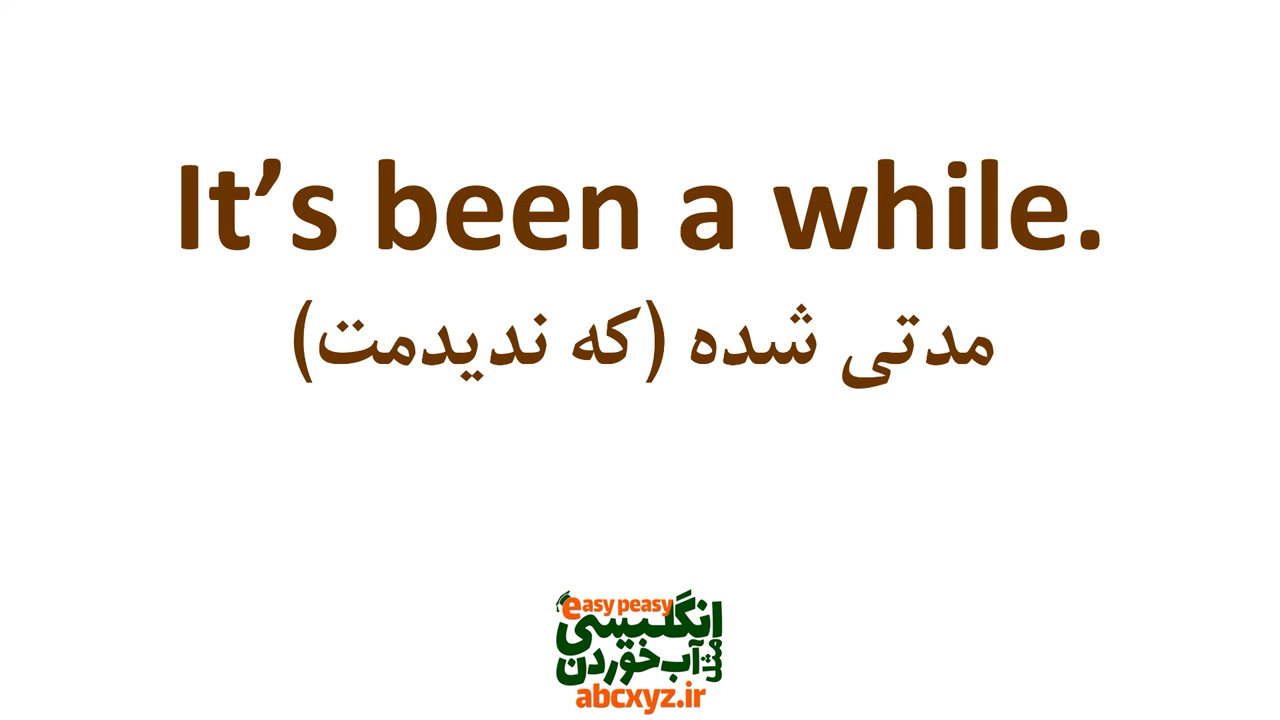 It’s been a while.
مدتی شده (که ندیدمت)
easy peasy
انگلیسی
مثل آب خوردن
abcxyz.ir